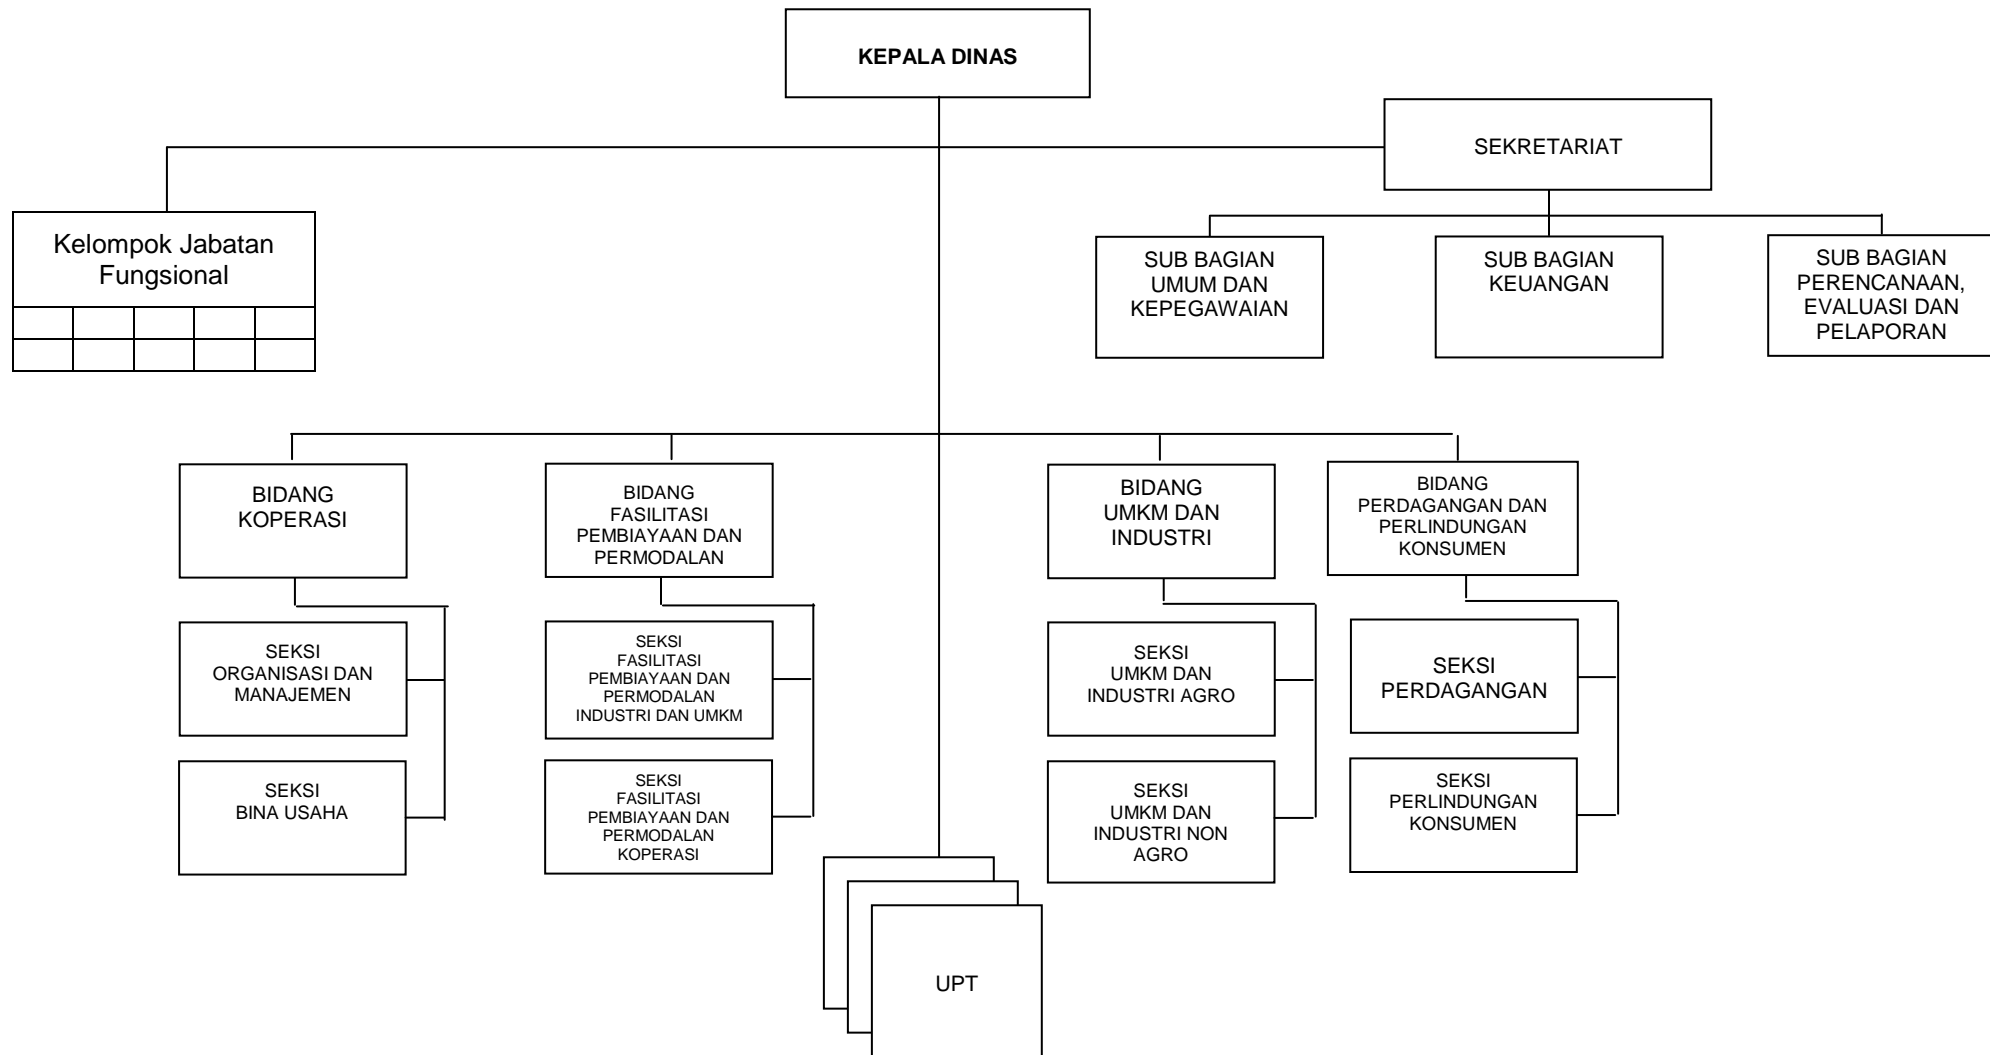 KEPALA DINAS
SEKRETARIAT
Kelompok Jabatan
Fungsional
SUB BAGIAN
UMUM DAN
KEPEGAWAIAN
SUB BAGIAN
KEUANGAN
SUB BAGIAN
PERENCANAAN,
EVALUASI DAN
PELAPORAN
BIDANG
KOPERASI
BIDANG
FASILITASI
PEMBIAYAAN DAN
PERMODALAN
BIDANG
UMKM DAN
INDUSTRI
BIDANG
PERDAGANGAN DAN
PERLINDUNGAN
KONSUMEN
SEKSI
ORGANISASI DAN
MANAJEMEN
SEKSI
FASILITASI
PEMBIAYAAN DAN
PERMODALAN
INDUSTRI DAN UMKM
SEKSI
UMKM DAN
INDUSTRI AGRO
SEKSI
PERDAGANGAN
SEKSI
BINA USAHA
SEKSI
FASILITASI
PEMBIAYAAN DAN
PERMODALAN
KOPERASI
SEKSI
UMKM DAN
INDUSTRI NON
AGRO
SEKSI
PERLINDUNGAN
KONSUMEN
UPT